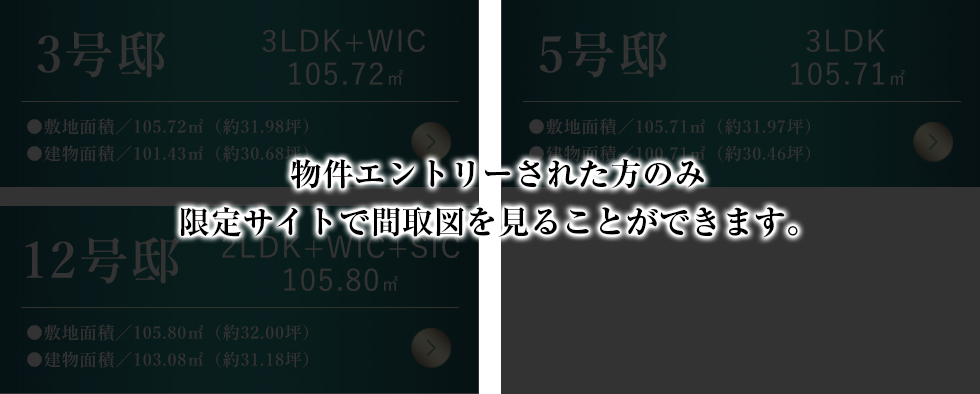 3号邸
3LDK+WIC
105.72㎡
●敷地面積／105.72㎡（約31.98坪）
●建物面積／101.43㎡（約30.68坪）
5号邸
3LDK
105.71㎡
●敷地面積／105.71㎡（約31.97坪）
●建物面積／100.71㎡（約30.46坪）
物件エントリーされた方のみ
限定サイトで間取図を見ることができます。
12号邸
2LDK+WIC+SIC
105.80㎡
●敷地面積／105.80㎡（約32.00坪）
●建物面積／103.08㎡（約31.18坪）